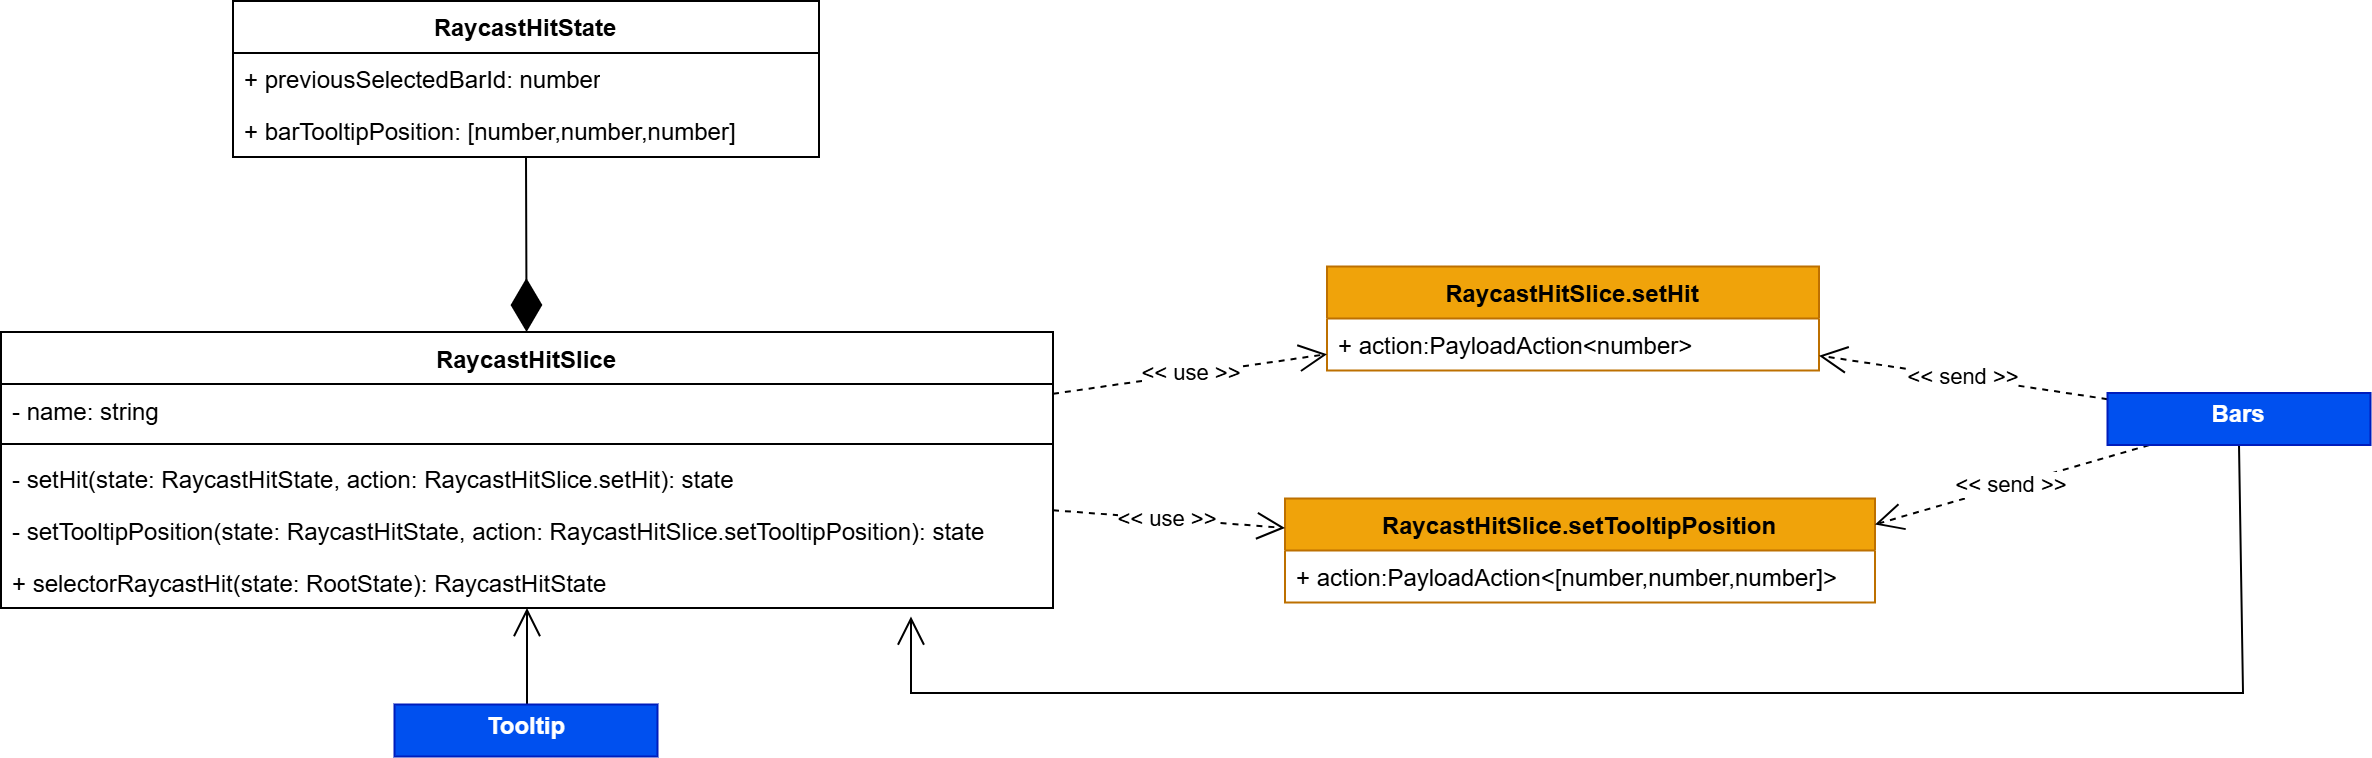 RaycastHitState
+ previousSelectedBarId: number
+ barTooltipPosition: [number,number,number]
RaycastHitSlice
- name: string
- setHit(state: RaycastHitState, action: RaycastHitSlice.setHit): state
- setTooltipPosition(state: RaycastHitState, action: RaycastHitSlice.setTooltipPosition): state
+ selectorRaycastHit(state: RootState): RaycastHitState
<< use >>
<< use >>
RaycastHitSlice.setHit
+ action:PayloadAction<number>
RaycastHitSlice.setTooltipPosition
+ action:PayloadAction<[number,number,number]>
<< send >>
<< send >>
Bars
Tooltip